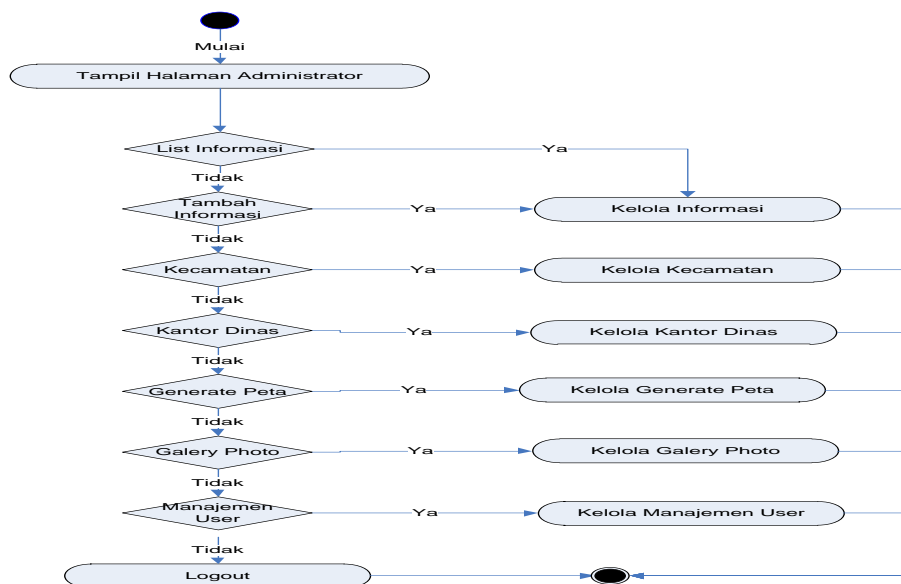 Mulai
Tampil Halaman Administrator
List Informasi
Ya
Tidak
Tambah
Informasi
Ya
Kelola Informasi
Tidak
Kecamatan
Ya
Kelola Kecamatan
Tidak
Kantor Dinas
Ya
Kelola Kantor Dinas
Tidak
Generate Peta
Ya
Kelola Generate Peta
Tidak
Galery Photo
Ya
Kelola Galery Photo
Tidak
Manajemen
User
Ya
Kelola Manajemen User
Tidak
Logout